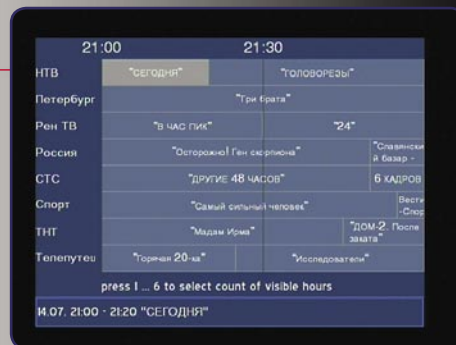 21:00 21:30
НТВ "СЕГОДНЯ" "ГОЛОВОРЕЗЫ"
Петербург "Три брата"
Рен ТВ "В ЧАС ПИК" "24"
Россия "Осторожно! Ген скорпиона" "Славянски
й базар -
СТС "ДРУГИЕ 48 ЧАСОВ" 6 КАДРОВ
Спорт "Самый сильный человек" Вести
-Спор
ТНТ "Мадам Ирма" "ДОМ-2. После
заката"
Телепутеш "Горячая 20-ка" "Исследователи"
press 1 ... 6 to select count of visible hours
14.07. 21:00 - 21:20 "СЕГОДНЯ"